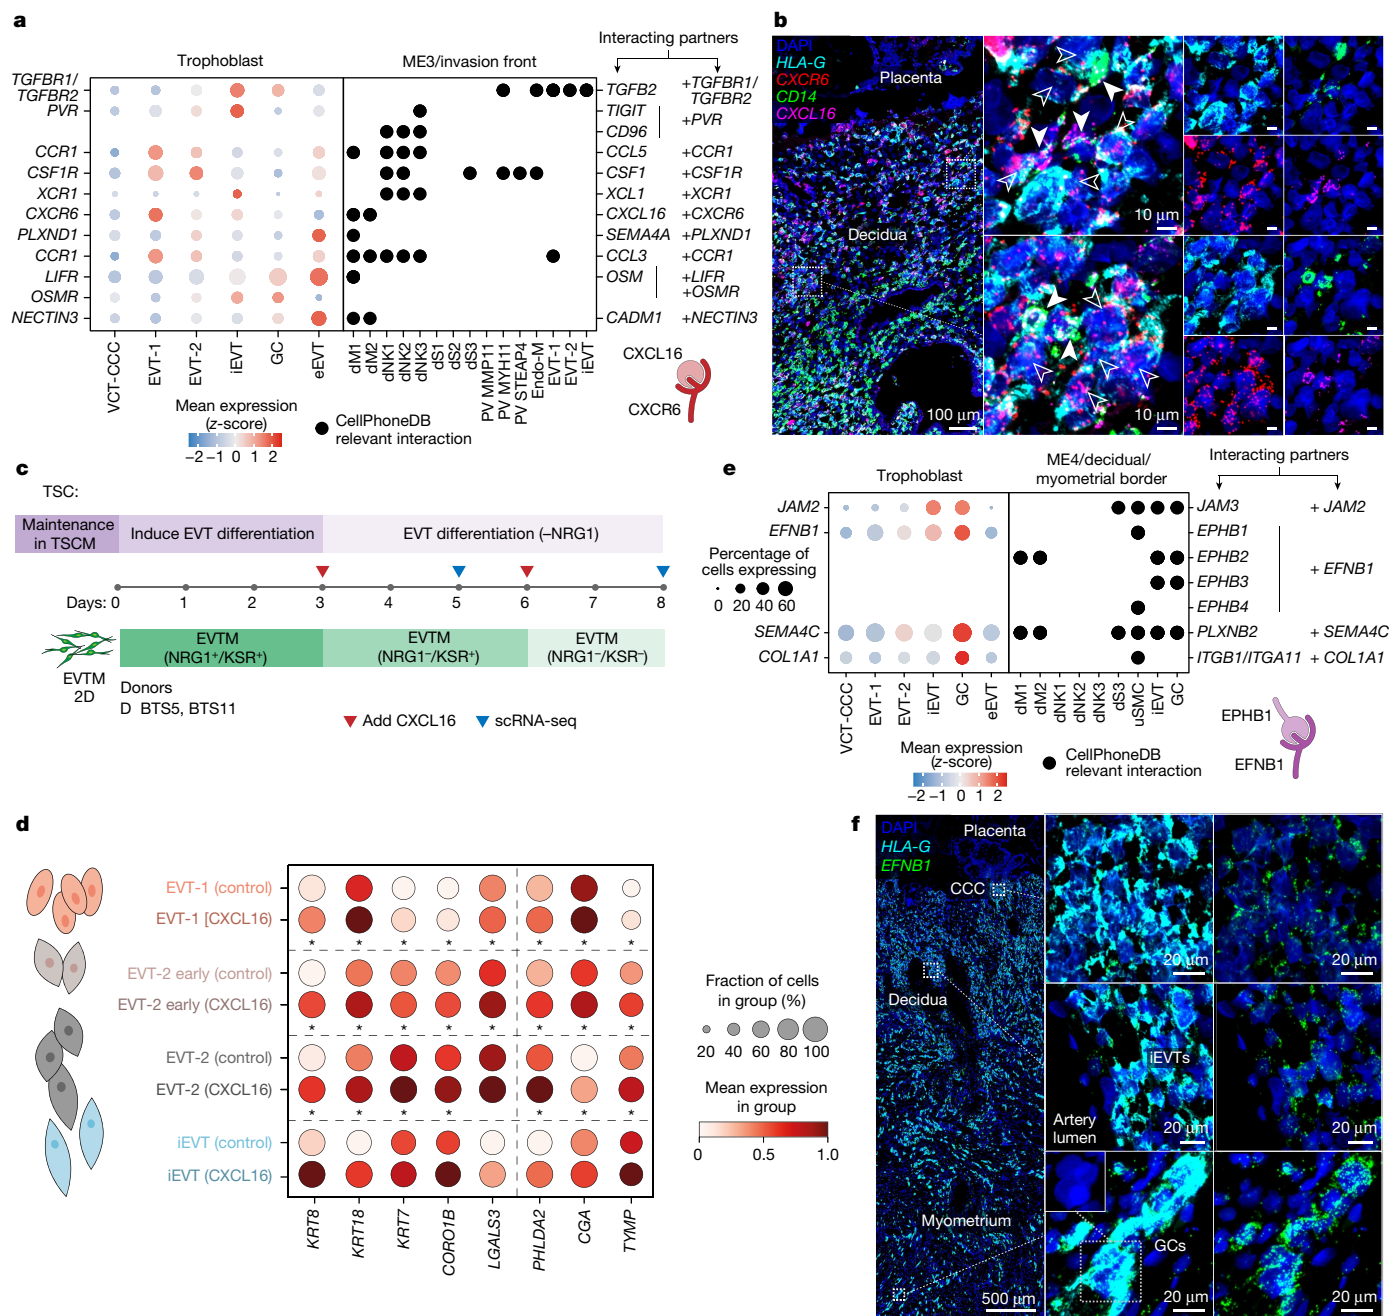 a
Trophoblast
ME3/invasion front
Interacting partners
TGFBR1/
TGFBR2
PVR
CCR1
CSF1R
XCR1
CXCR6
PLXND1
CCR1
LIFR
OSMR
NECTIN3
TGFB2
TIGIT
CD96
CCL5
CSF1
XCL1
CXCL16
SEMA4A
CCL3
OSM
CADM1
+TGFBR1/
TGFBR2
+PVR
+CCR1
+CSF1R
+XCR1
+CXCR6
+PLXND1
+CCR1
+LIFR
+OSMR
+NECTIN3
VCT-CCC
EVT-1
EVT-2
iEVT
GC
eEVT
dM1
dM2
dNK1
dNK2
dNK3
dS1
dS2
dS3
PV MMP11
PV MYH11
PV STEAP4
Endo-M
EVT-1
EVT-2
iEVT
CXCL16
CXCR6
Mean expression
(z-score)
−2 −1 0 1 2
CellPhoneDB
relevant interaction
b
DAPI
HLA-G
CXCR6
CD14
CXCL16
Placenta
Decidua
100 µm
10 µm
10 µm
c
TSC:
Maintenance
in TSCM
Induce EVT differentiation
EVT differentiation (–NRG1)
Days: 0 1 2 3 4 5 6 7 8
EVTM
2D
EVTM
(NRG1⁺/KSR⁺)
EVTM
(NRG1⁻/KSR⁺)
EVTM
(NRG1⁻/KSR⁻)
Donors
D BTS5, BTS11
Add CXCL16
scRNA-seq
e
Trophoblast
ME4/decidual/
myometrial border
Interacting partners
JAM2
EFNB1
SEMA4C
COL1A1
Percentage of
cells expressing
0 20 40 60
JAM3
EPHB1
EPHB2
EPHB3
EPHB4
PLXNB2
ITGB1/ITGA11
+ JAM2
+ EFNB1
+ SEMA4C
+ COL1A1
VCT-CCC
EVT-1
EVT-2
iEVT
GC
eEVT
dM1
dM2
dNK1
dNK2
dNK3
dS3
uSMC
iEVT
GC
EPHB1
EFNB1
Mean expression
(z-score)
−2 −1 0 1 2
CellPhoneDB
relevant interaction
d
EVT-1 (control)
EVT-1 [CXCL16]
* * * * * * * *
EVT-2 early (control)
EVT-2 early (CXCL16)
* * * * * * * *
EVT-2 (control)
EVT-2 (CXCL16)
* * * * * * *
iEVT (control)
iEVT (CXCL16)
KRT8
KRT18
KRT7
CORO1B
LGALS3
PHLDA2
CGA
TYMP
Fraction of cells
in group (%)
20 40 60 80 100
Mean expression
in group
0 0.5 1.0
f
DAPI
HLA-G
EFNB1
Placenta
CCC
Decidua
Myometrium
500 µm
20 µm
20 µm
iEVTs
Artery
lumen
20 µm
20 µm
GCs
20 µm
20 µm